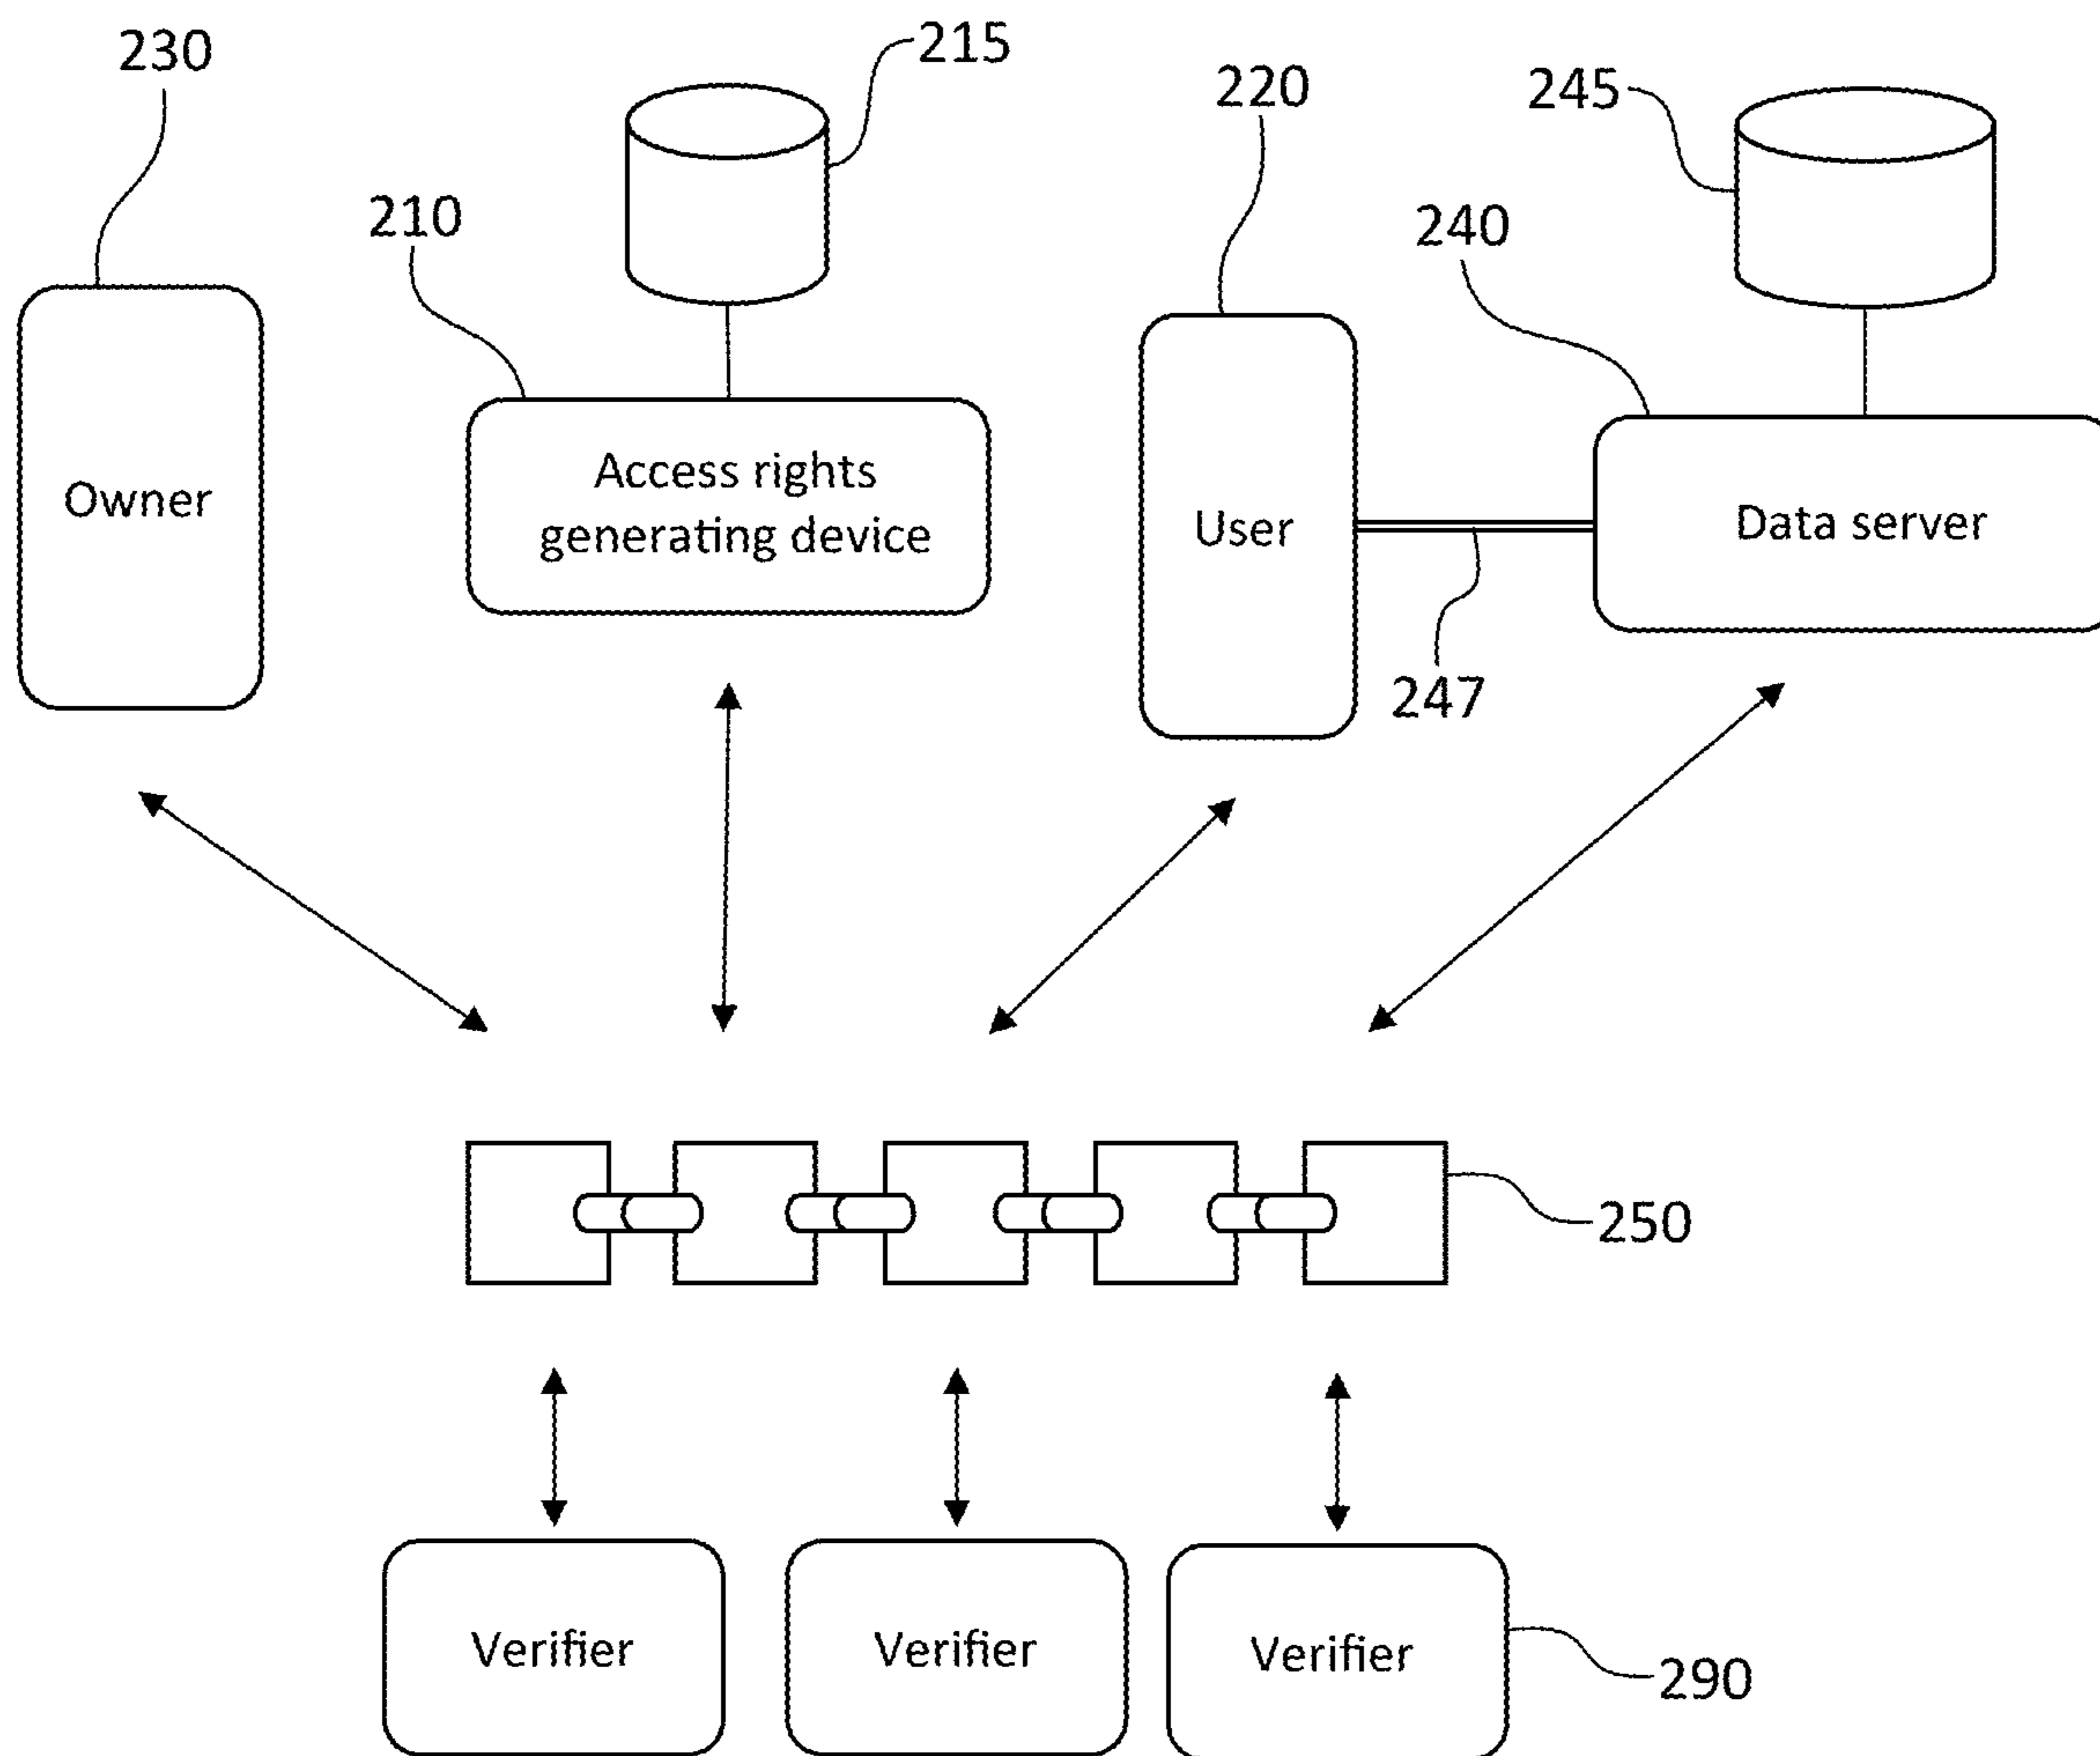 230
215
220
245
210
240
Owner
Access rights
generating device
User
Data server
247
250
Verifier
Verifier
Verifier
290